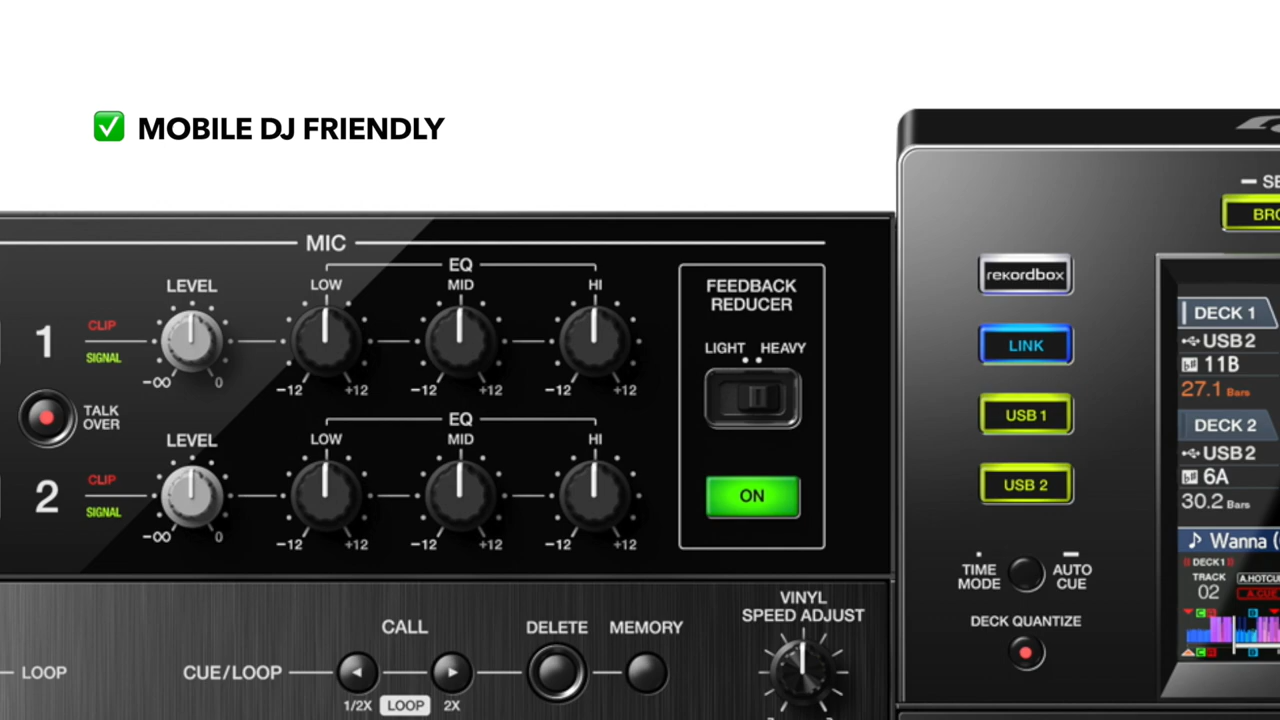 ✅ MOBILE DJ FRIENDLY
MIC
LEVEL
EQ
LOW
MID
HI
1
CLIP
SIGNAL
-∞
0
-12
+12
-12
+12
-12
+12
TALK
OVER
LEVEL
EQ
LOW
MID
HI
2
CLIP
SIGNAL
-∞
0
-12
+12
-12
+12
-12
+12
FEEDBACK
REDUCER
LIGHT
HEAVY
ON
LOOP
CUE/LOOP
CALL
1/2X
LOOP
2X
DELETE
MEMORY
VINYL
SPEED ADJUST
rekordbox
LINK
USB 1
USB 2
TIME
MODE
AUTO
CUE
DECK QUANTIZE
DECK 1
USB2
11B
27.1 Bars
DECK 2
USB2
6A
30.2 Bars
♪ Wanna (
DECK1
TRACK
02